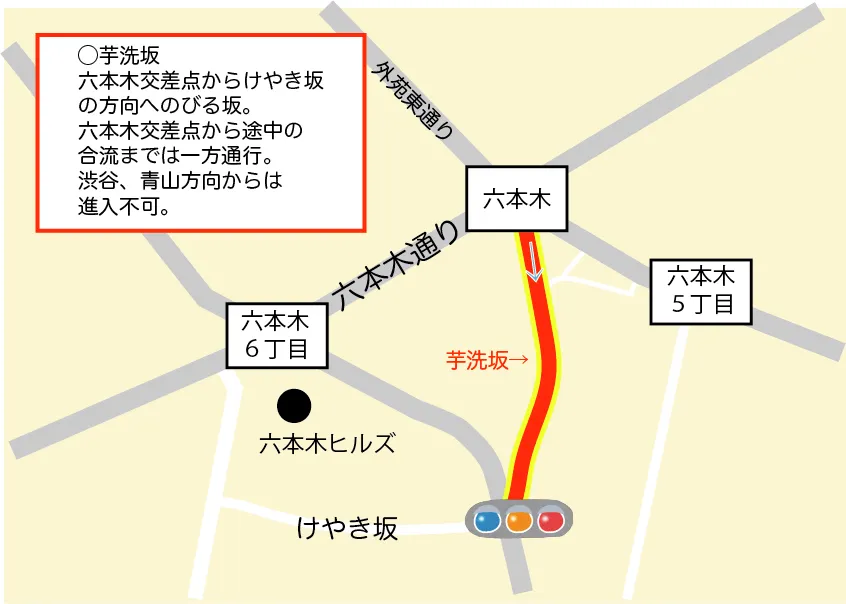 〇芋洗坂
六本木交差点からけやき坂
の方向へのびる坂。
六本木交差点から途中の
合流までは一方通行。
渋谷、青山方向からは
進入不可。
外苑東通り
六本木
六本木通り
六本木
５丁目
六本木
６丁目
芋洗坂→
六本木ヒルズ
けやき坂